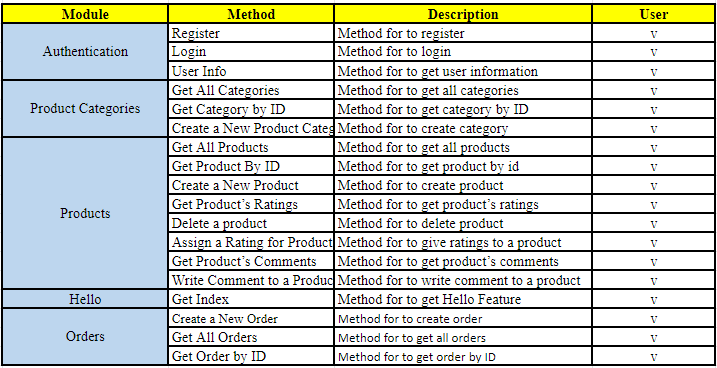 Module Method Description User
Authentication
Register Method for to register v
Login Method for to login v
User Info Method for to get user information v
Product Categories
Get All Categories Method for to get all categories v
Get Category by ID Method for to get category by ID v
Create a New Product Categ Method for to create category v
Products
Get All Products Method for to get all products v
Get Product By ID Method for to get product by id v
Create a New Product Method for to create product v
Get Product’s Ratings Method for to get product’s ratings v
Delete a product Method for to delete product v
Assign a Rating for Product Method for to give ratings to a product v
Get Product’s Comments Method for to get product’s comments v
Write Comment to a Produc Method for to write comment to a product v
Hello Get Index Method for to get Hello Feature v
Orders
Create a New Order Method for to create order v
Get All Orders Method for to get all orders v
Get Order by ID Method for to get order by ID v